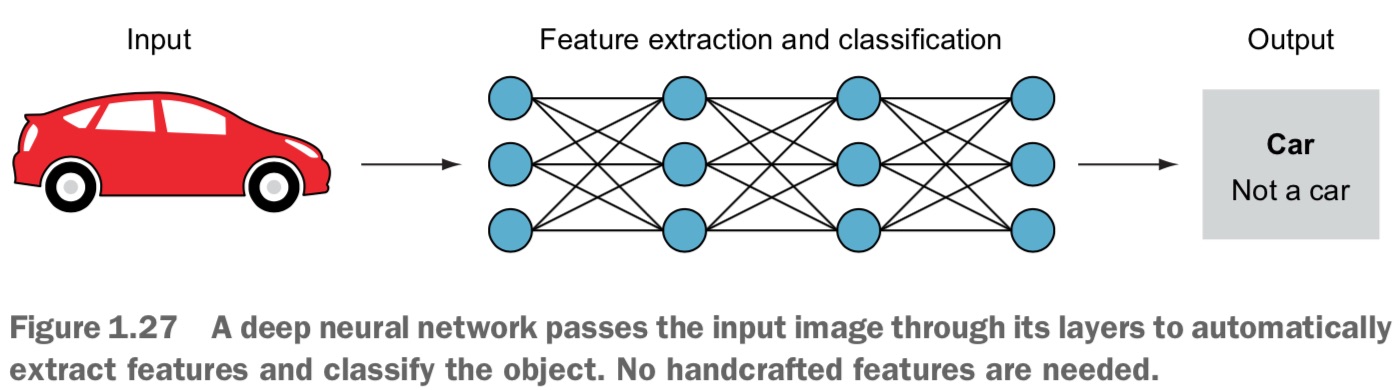 Input
Feature extraction and classification
Output
Car
Not a car
Figure 1.27 A deep neural network passes the input image through its layers to automatically
extract features and classify the object. No handcrafted features are needed.